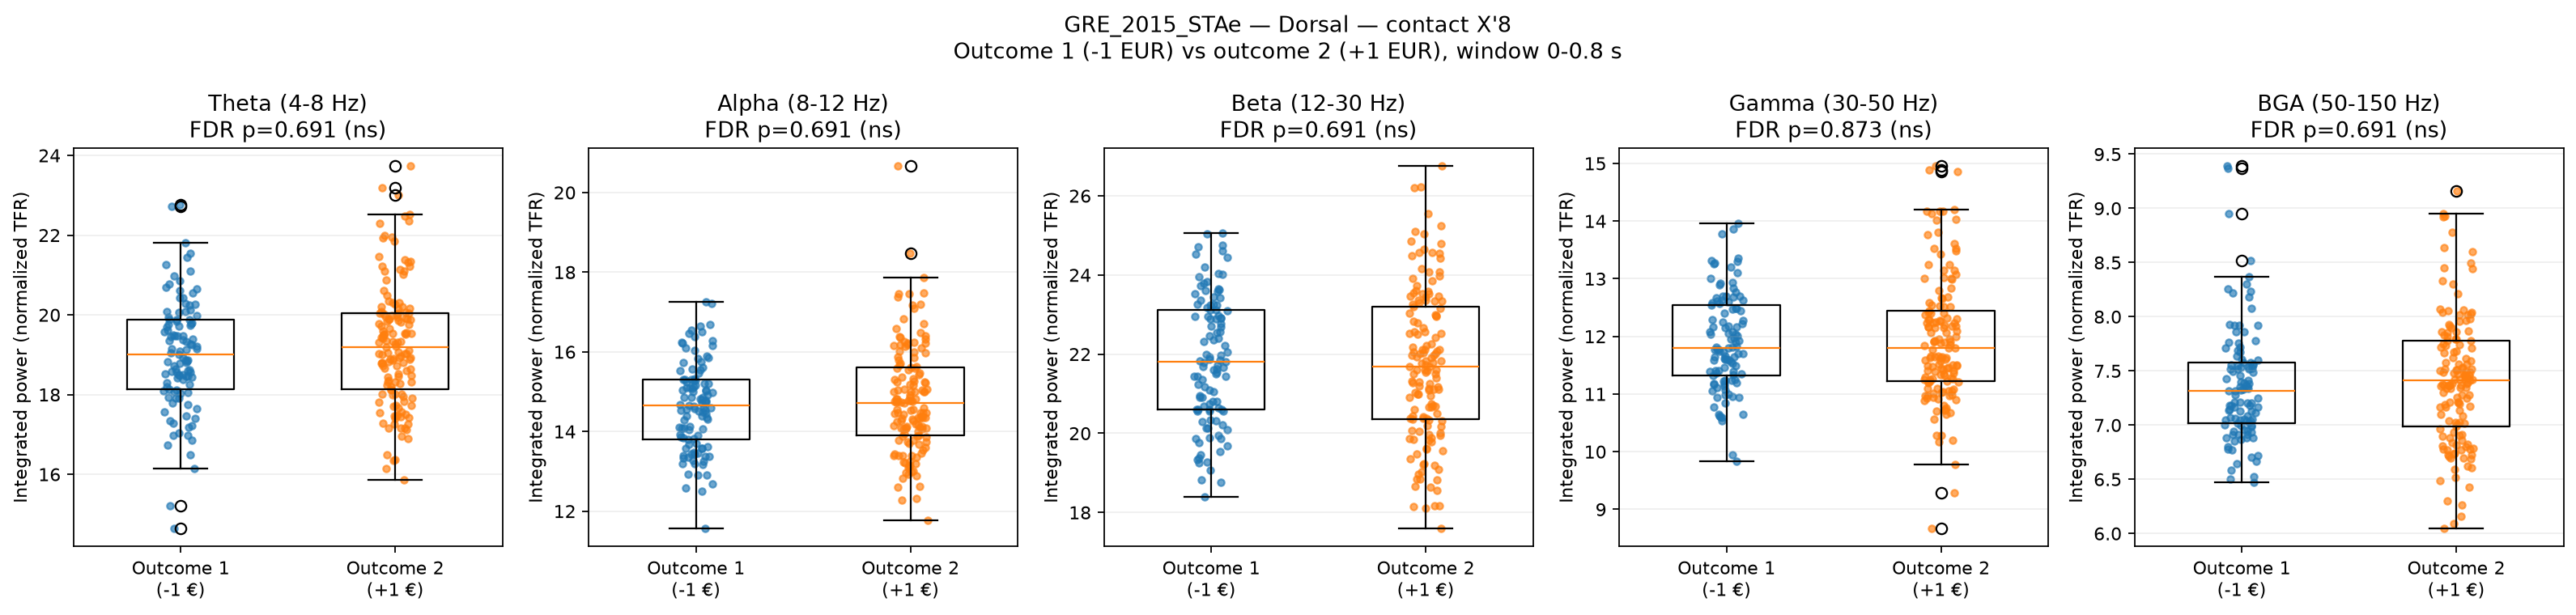 GRE_2015_STAe — Dorsal — contact X'8
Outcome 1 (-1 EUR) vs outcome 2 (+1 EUR), window 0-0.8 s
Theta (4-8 Hz)
FDR p=0.691 (ns)
Integrated power (normalized TFR)
24
22
20
18
16
Outcome 1
(-1 €)
Outcome 2
(+1 €)
Alpha (8-12 Hz)
FDR p=0.691 (ns)
Integrated power (normalized TFR)
20
18
16
14
12
Outcome 1
(-1 €)
Outcome 2
(+1 €)
Beta (12-30 Hz)
FDR p=0.691 (ns)
Integrated power (normalized TFR)
26
24
22
20
18
Outcome 1
(-1 €)
Outcome 2
(+1 €)
Gamma (30-50 Hz)
FDR p=0.873 (ns)
Integrated power (normalized TFR)
15
14
13
12
11
10
9
Outcome 1
(-1 €)
Outcome 2
(+1 €)
BGA (50-150 Hz)
FDR p=0.691 (ns)
Integrated power (normalized TFR)
9.5
9.0
8.5
8.0
7.5
7.0
6.5
6.0
Outcome 1
(-1 €)
Outcome 2
(+1 €)